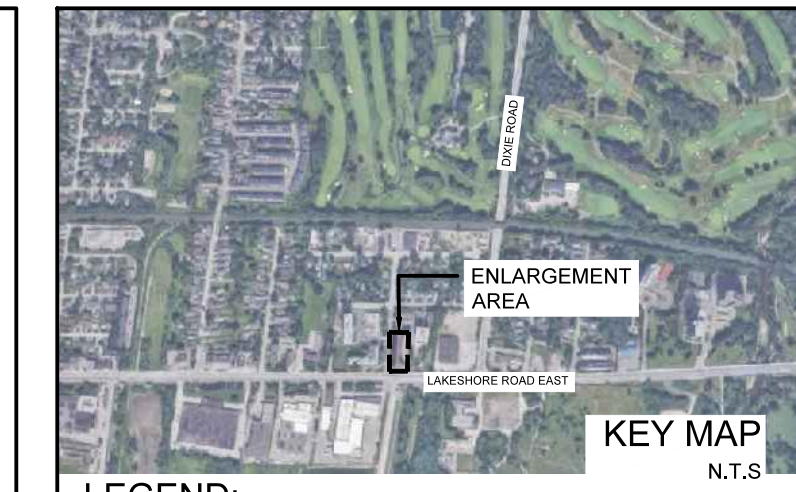 DIXIE ROAD
ENLARGEMENT
AREA
LAKESHORE ROAD EAST
KEY MAP
N.T.S
LEGEND: